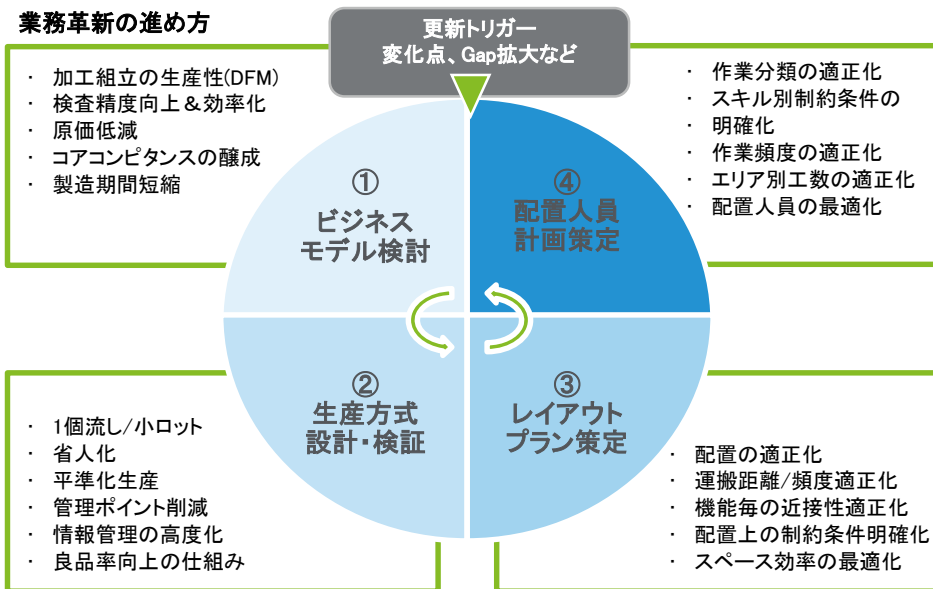 業務革新の進め方
更新トリガー
変化点、Gap拡大など
・ 加工組立の生産性(DFM)
・ 検査精度向上＆効率化
・ 原価低減
・ コアコンピタンスの醸成
・ 製造期間短縮
①
ビジネス
モデル検討
④
配置人員
計画策定
・ 作業分類の適正化
・ スキル別制約条件の
・ 明確化
・ 作業頻度の適正化
・ エリア別工数の適正化
・ 配置人員の最適化
・ 1個流し/小ロット
・ 省人化
・ 平準化生産
・ 管理ポイント削減
・ 情報管理の高度化
・ 良品率向上の仕組み
②
生産方式
設計・検証
③
レイアウト
プラン策定
・ 配置の適正化
・ 運搬距離/頻度適正化
・ 機能毎の近接性適正化
・ 配置上の制約条件明確化
・ スペース効率の最適化